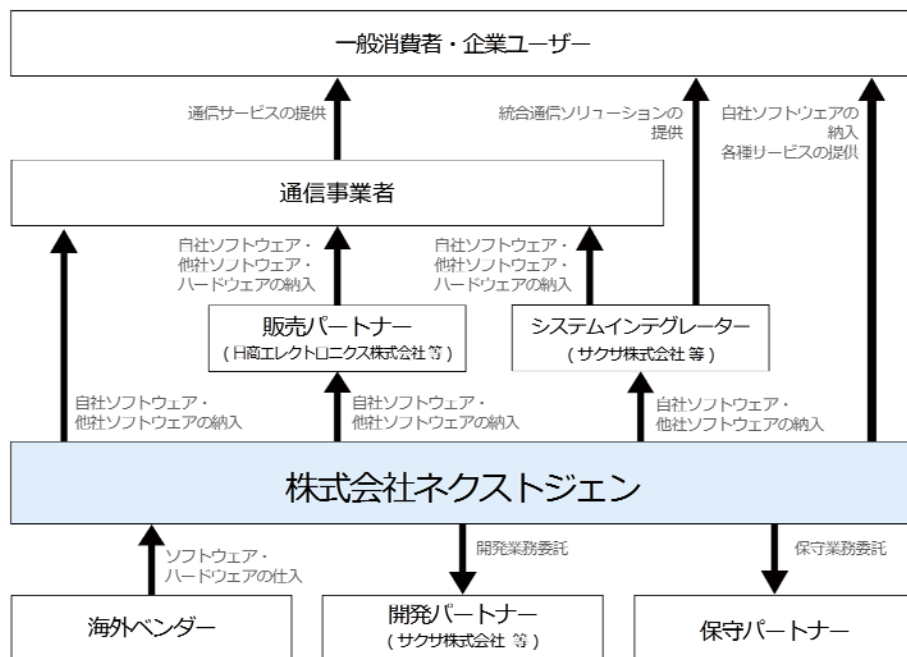 一般消費者・企業ユーザー
通信サービスの提供
統合通信ソリューションの
提供
自社ソフトウェアの
納入
各種サービスの提供
通信事業者
自社ソフトウェア・
他社ソフトウェア・
ハードウェアの納入
自社ソフトウェア・
他社ソフトウェア・
ハードウェアの納入
販売パートナー
(日商エレクトロニクス株式会社 等)
システムインテグレーター
(サクサ株式会社 等)
自社ソフトウェア・
他社ソフトウェアの納入
自社ソフトウェア・
他社ソフトウェアの納入
自社ソフトウェア・
他社ソフトウェアの納入
株式会社ネクストジェン
ソフトウェア・
ハードウェアの仕入
開発業務委託
保守業務委託
海外ベンダー
開発パートナー
(サクサ株式会社 等)
保守パートナー